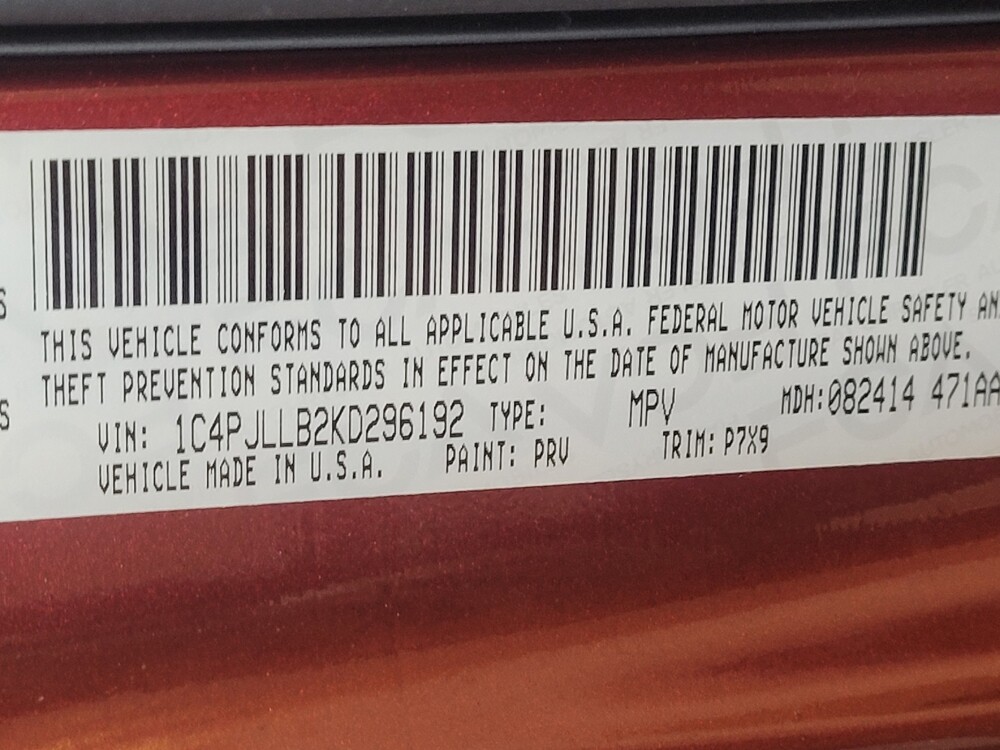 THIS VEHICLE CONFORMS TO ALL APPLICABLE U.S.A. FEDERAL MOTOR VEHICLE SAFETY AN
THEFT PREVENTION STANDARDS IN EFFECT ON THE DATE OF MANUFACTURE SHOWN ABOVE.
VIN: 1C4PJLLB2KD296192 TYPE: MPV MDH:082414 471AA
VEHICLE MADE IN U.S.A. PAINT: PRV TRIM: P7X9